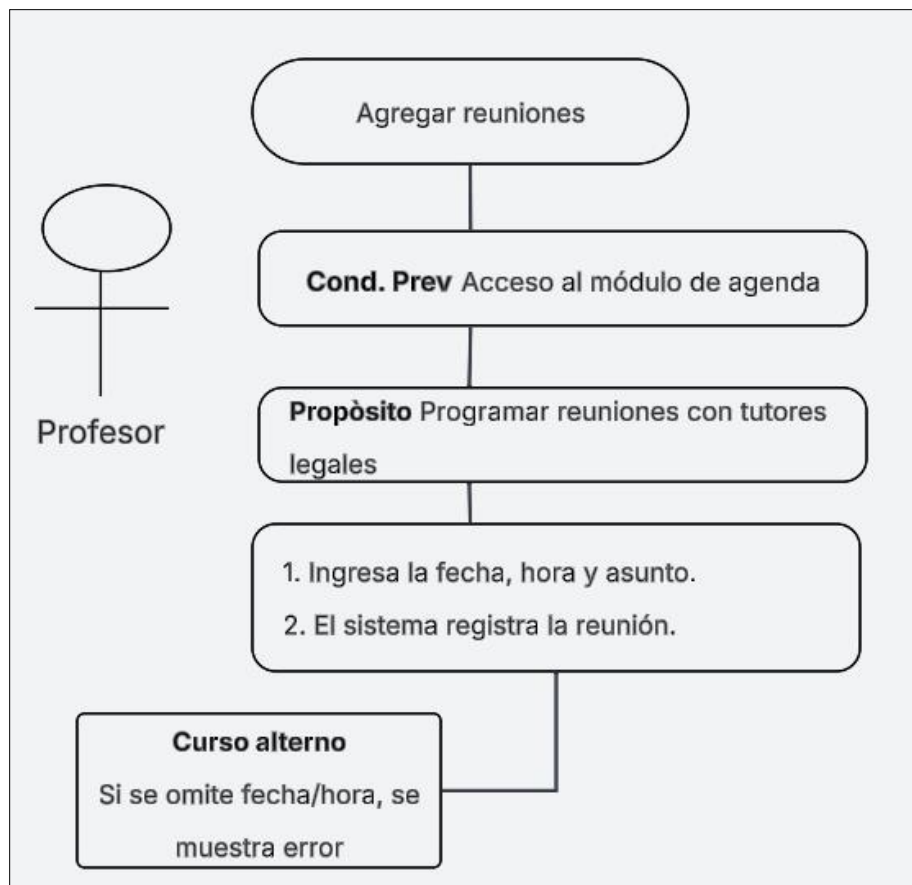 Agregar reuniones
Cond. Prev Acceso al módulo de agenda
Profesor
Propòsito Programar reuniones con tutores
legales
1. Ingresa la fecha, hora y asunto.
2. El sistema registra la reunión.
Curso alterno
Si se omite fecha/hora, se
muestra error